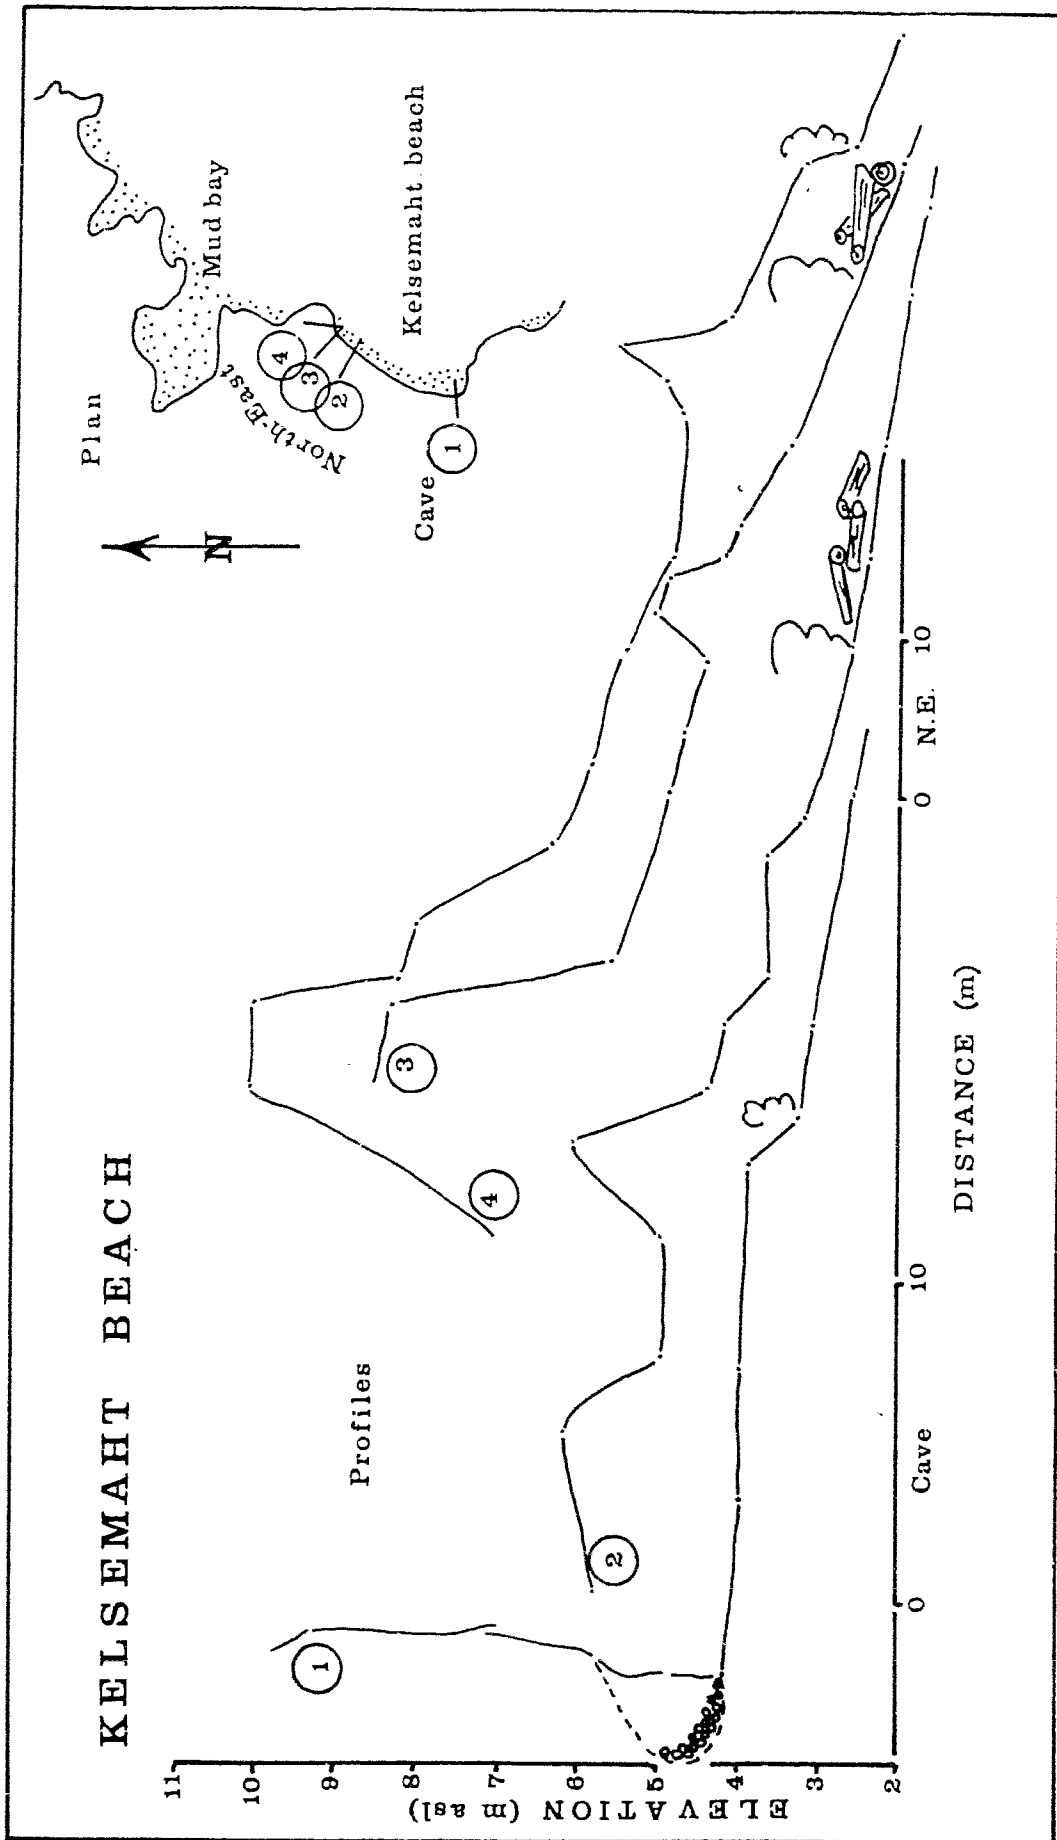 KELSEMAHT BEACH
Plan
N
Mud bay
North-East
4
3
2
Kelsemaht beach
Cave
1
Profiles
1
2
3
4
ELEVATION (m asl)
11
10
9
8
7
6
5
4
3
2
0
10
0
10
Cave
N.E.
DISTANCE (m)